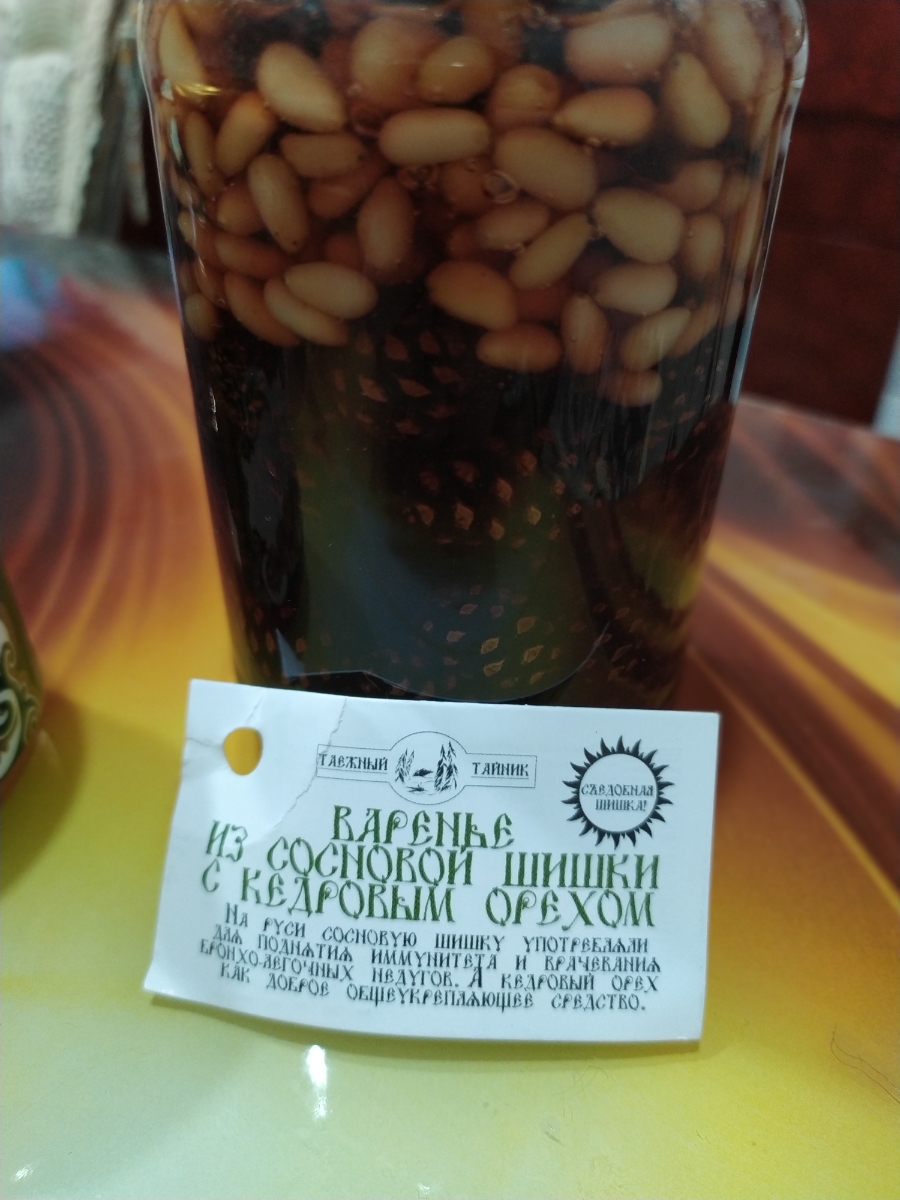 ТАЕЖНЫЙ ТАЙНИК
СЪЕДОБНАЯ
ШИШКА!
ВАРЕНЬЕ
ИЗ СОСНОВОЙ ШИШКИ
С КЕДРОВЫМ ОРЕХОМ
НА РУСИ СОСНОВУЮ ШИШКУ УПОТРЕБЛЯЛИ
ДЛЯ ПОДНЯТИЯ ИММУНИТЕТА И ВРАЧЕВАНИЯ
БРОНХО-ЛЕГОЧНЫХ НЕДУГОВ. А КЕДРОВЫЙ ОРЕХ
КАК ДОБРОЕ ОБЩЕУКРЕПЛЯЮЩЕЕ СРЕДСТВО.